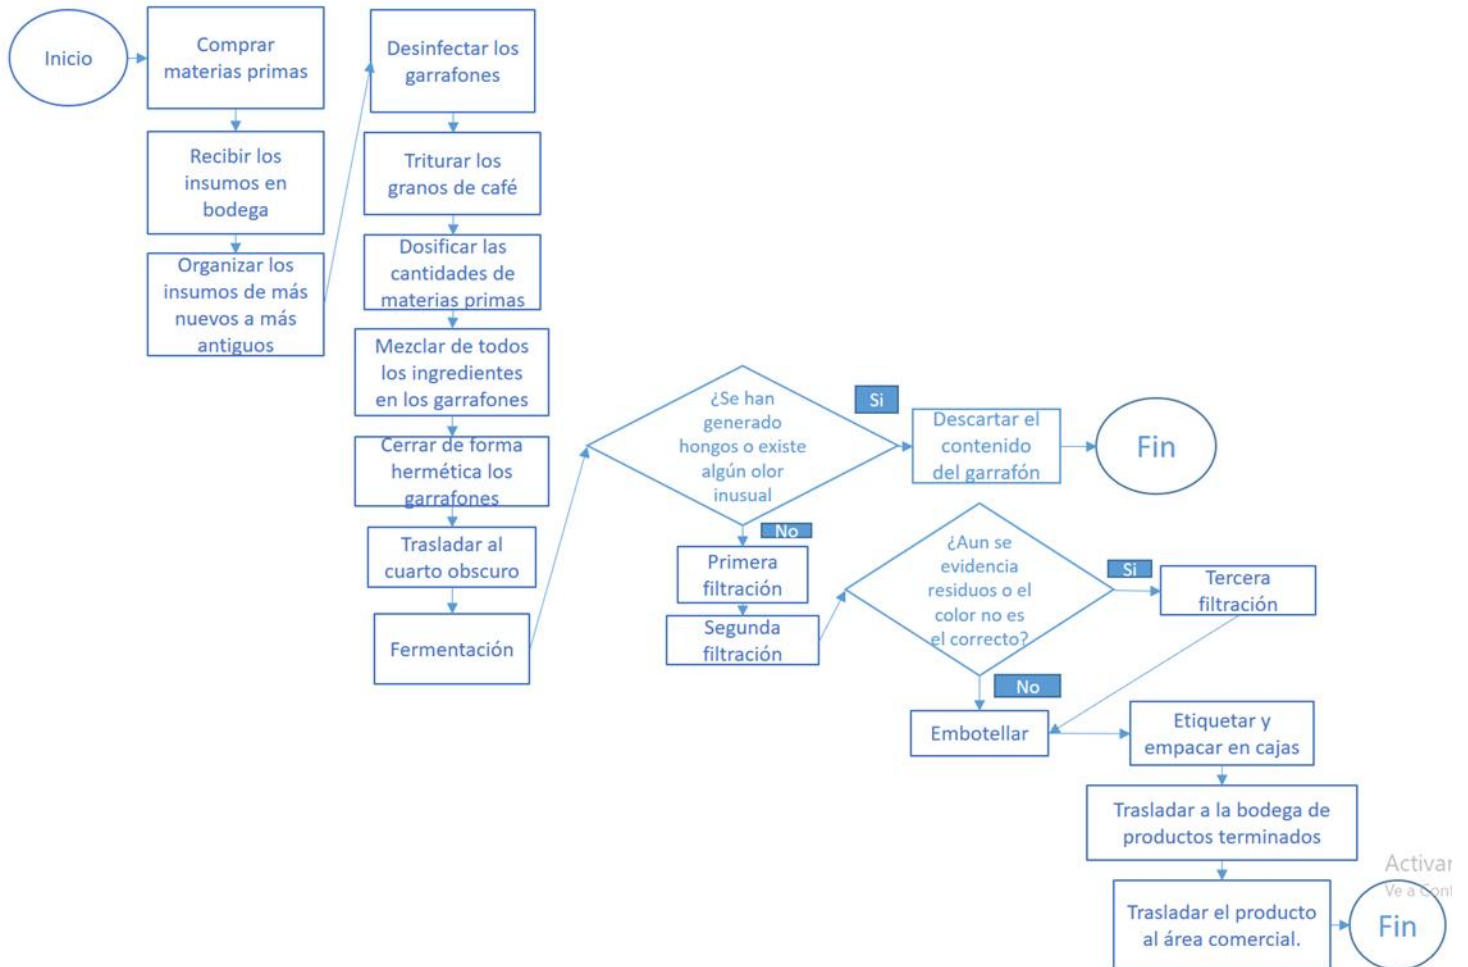 Inicio
Comprar
materias primas
Recibir los
insumos en
bodega
Organizar los
insumos de más
nuevos a más
antiguos
Desinfectar los
garrafones
Triturar los
granos de café
Dosificar las
cantidades de
materias primas
Mezclar de todos
los ingredientes
en los garrafones
Cerrar de forma
hermética los
garrafones
Trasladar al
cuarto obscuro
Fermentación
¿Se han
generado
hongos o existe
algún olor
inusual
Si
Descartar el
contenido
del garrafón
Fin
No
Primera
filtración
Segunda
filtración
¿Aun se
evidencia
residuos o el
color no es
el correcto?
Si
Tercera
filtración
No
Embotellar
Etiquetar y
empacar en cajas
Trasladar a la bodega de
productos terminados
Trasladar el producto
al área comercial.
Fin
Activar
Ve a Conf